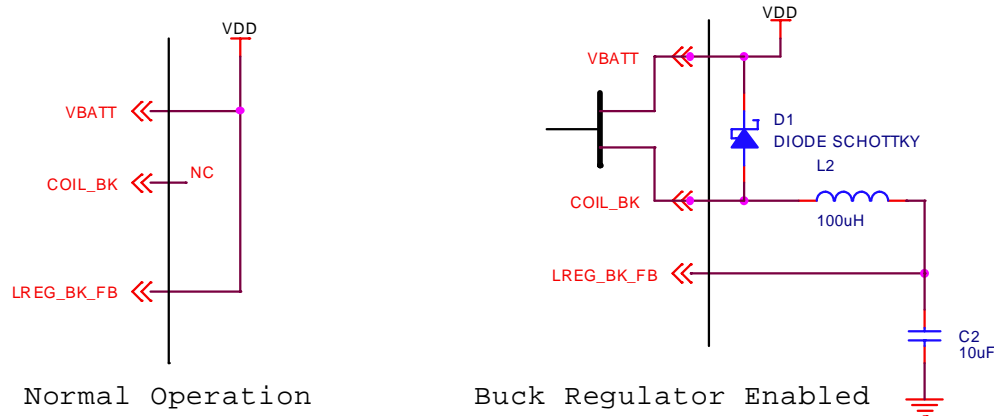 VDD
VBATT
COIL_BK
NC
LREG_BK_FB
Normal Operation
VDD
VBATT
D1
DIODE SCHOTTKY
L2
COIL_BK
100uH
LREG_BK_FB
C2
10uF
Buck Regulator Enabled